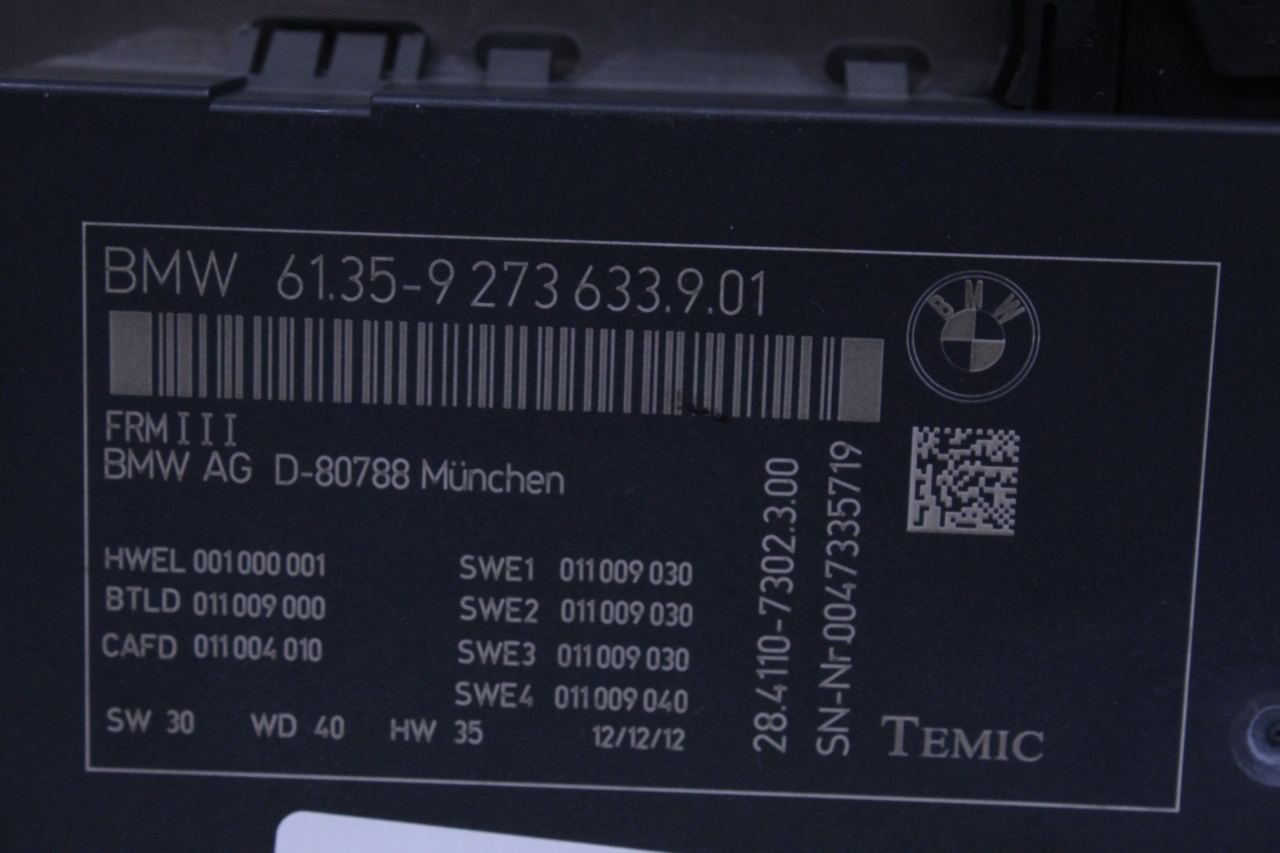 BMW 61.35-9 273 633.9.01
BMW
FRM III
BMW AG D-80788 München
HWEL 001 000 001
BTLD 011 009 000
CAFD 011 004 010
SWE1 011 009 030
SWE2 011 009 030
SWE3 011 009 030
SWE4 011 009 040
SW 30 WD 40 HW 35 12/12/12
28.4110-7302.3.00
SN-Nr 0047335719
TEMIC